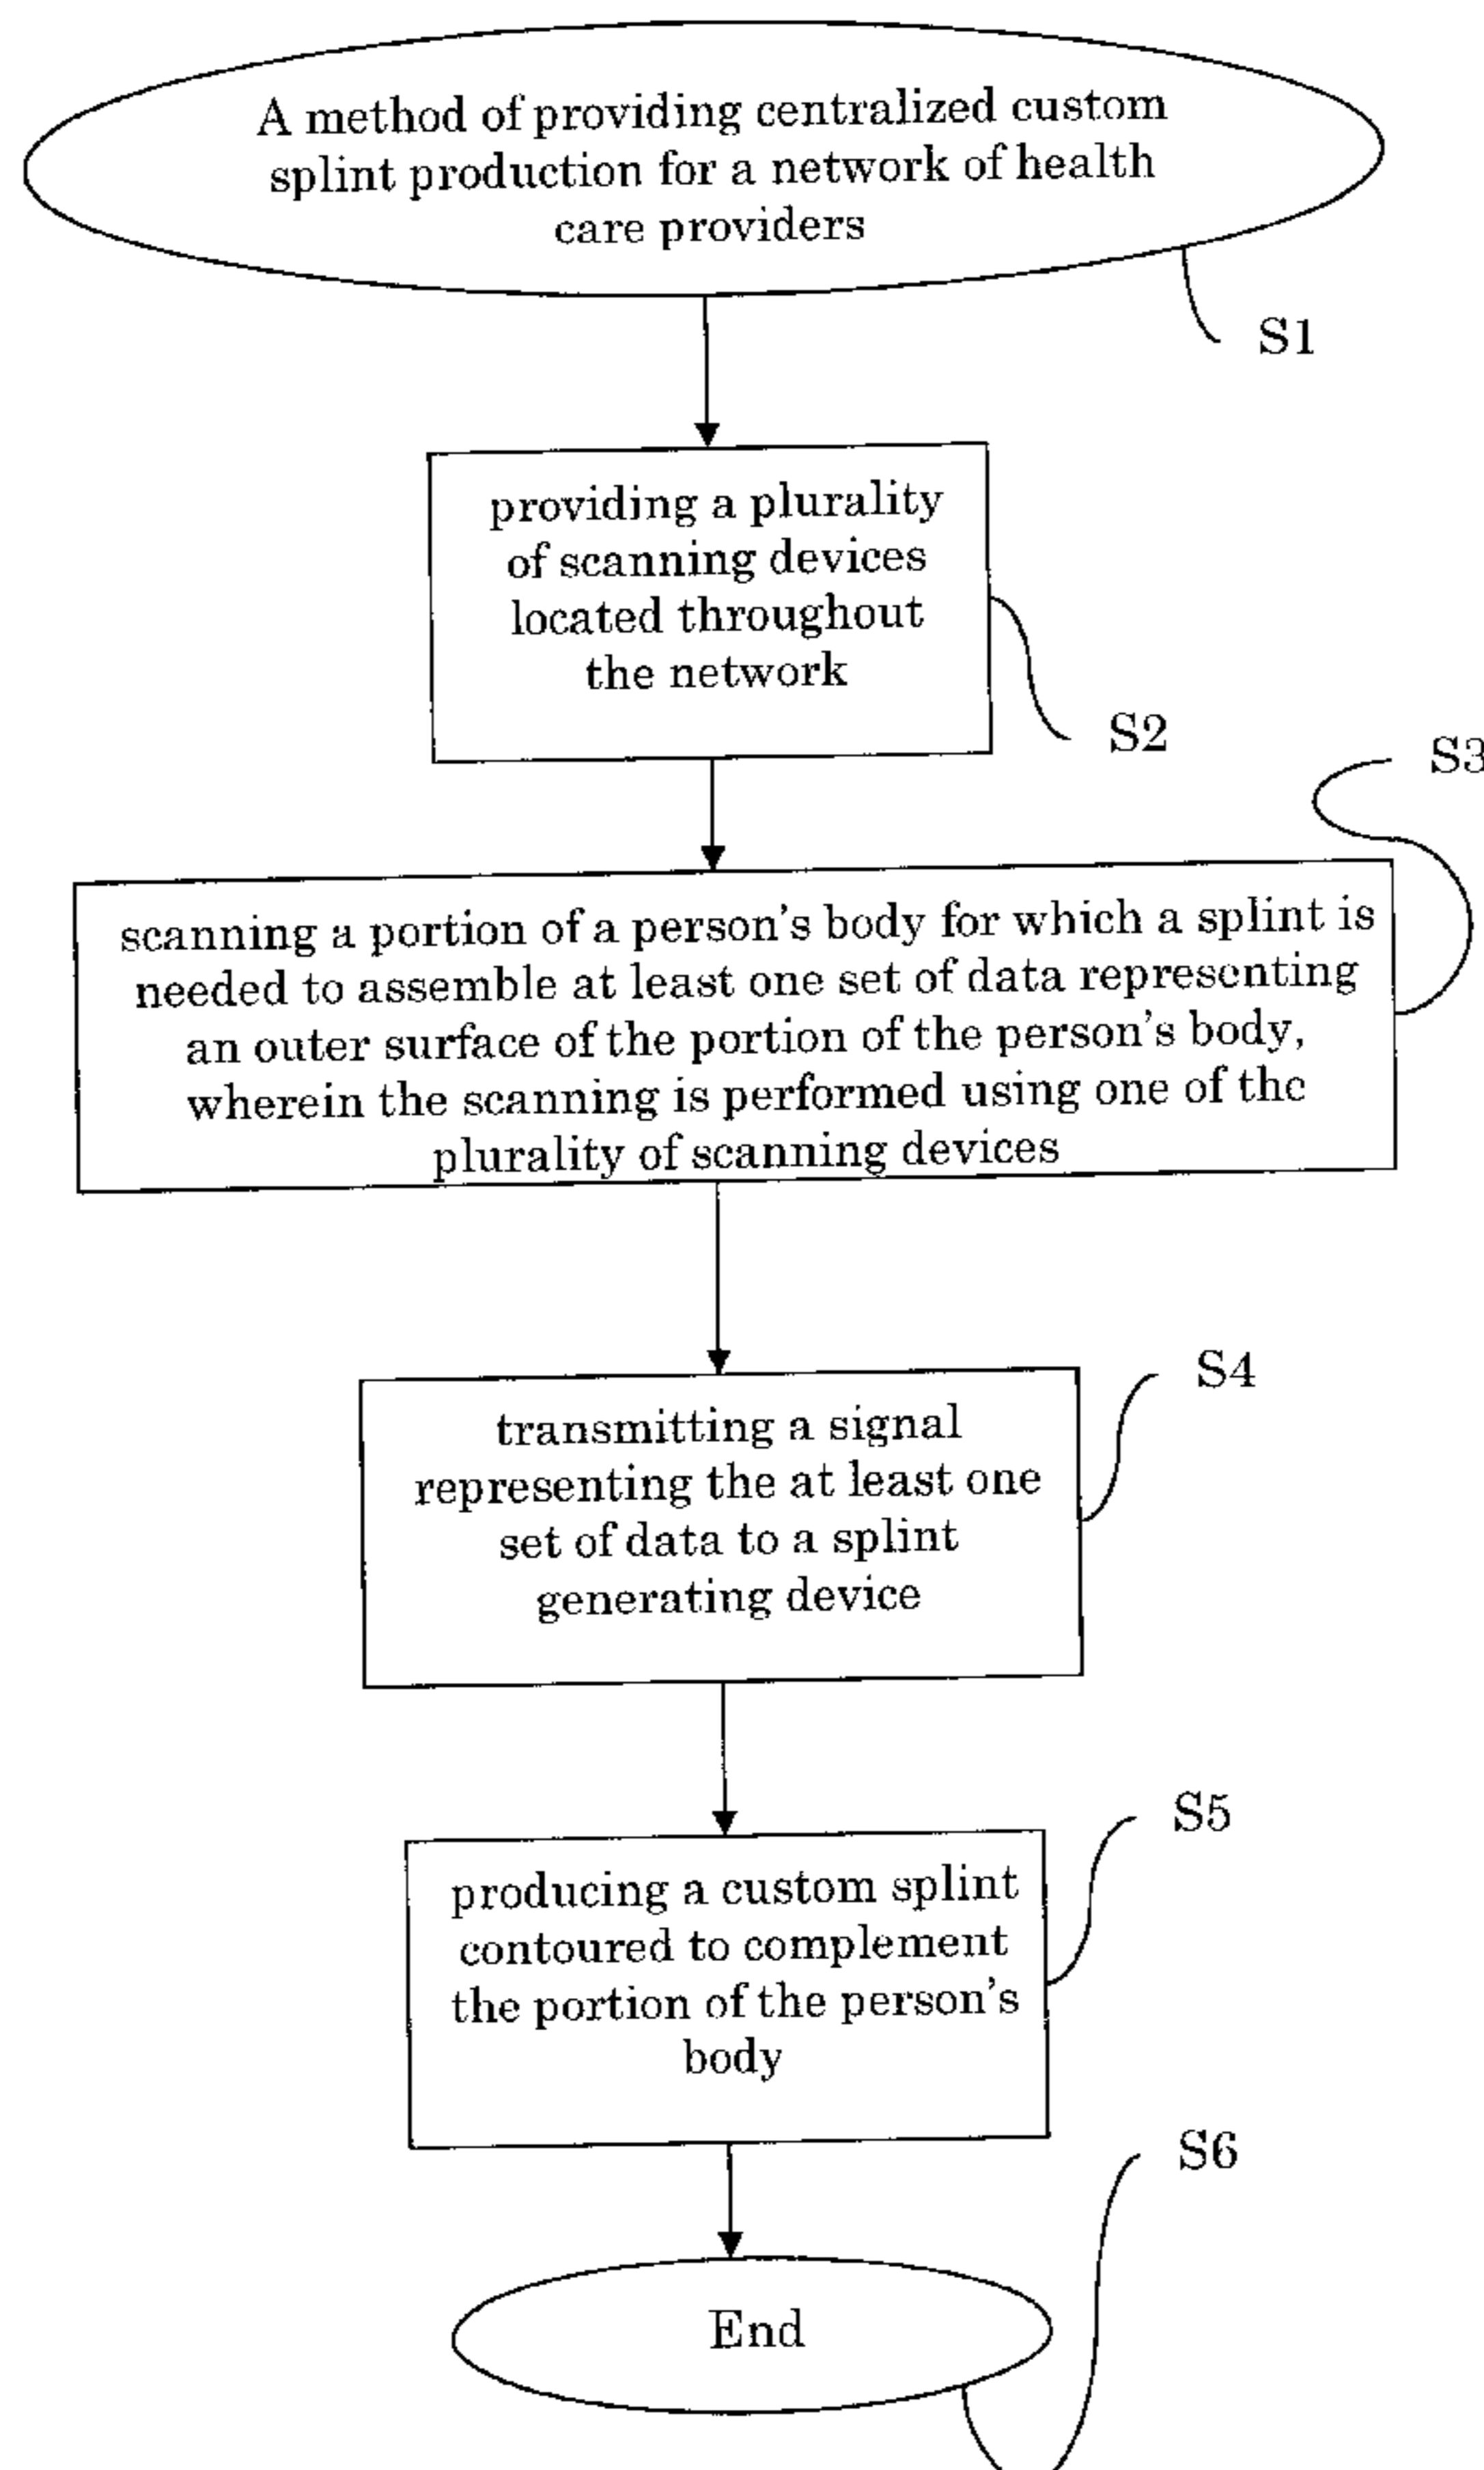 A method of providing centralized custom
splint production for a network of health
care providers
S1
providing a plurality
of scanning devices
located throughout
the network
S2
S3
scanning a portion of a person's body for which a splint is
needed to assemble at least one set of data representing
an outer surface of the portion of the person's body,
wherein the scanning is performed using one of the
plurality of scanning devices
S4
transmitting a signal
representing the at least one
set of data to a splint
generating device
S5
producing a custom splint
contoured to complement
the portion of the person's
body
S6
End